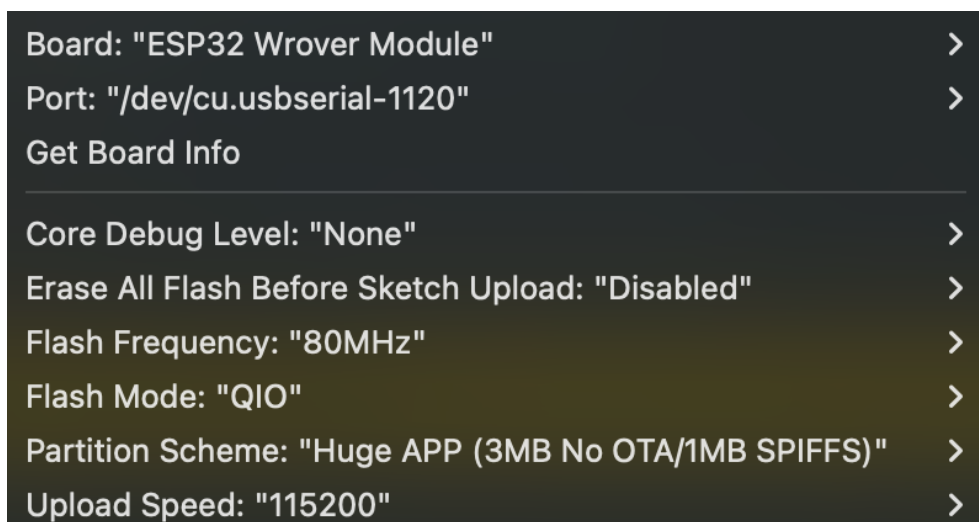 Board: "ESP32 Wrover Module"
Port: "/dev/cu.usbserial-1120"
Get Board Info
Core Debug Level: "None"
Erase All Flash Before Sketch Upload: "Disabled"
Flash Frequency: "80MHz"
Flash Mode: "QIO"
Partition Scheme: "Huge APP (3MB No OTA/1MB SPIFFS)"
Upload Speed: "115200"